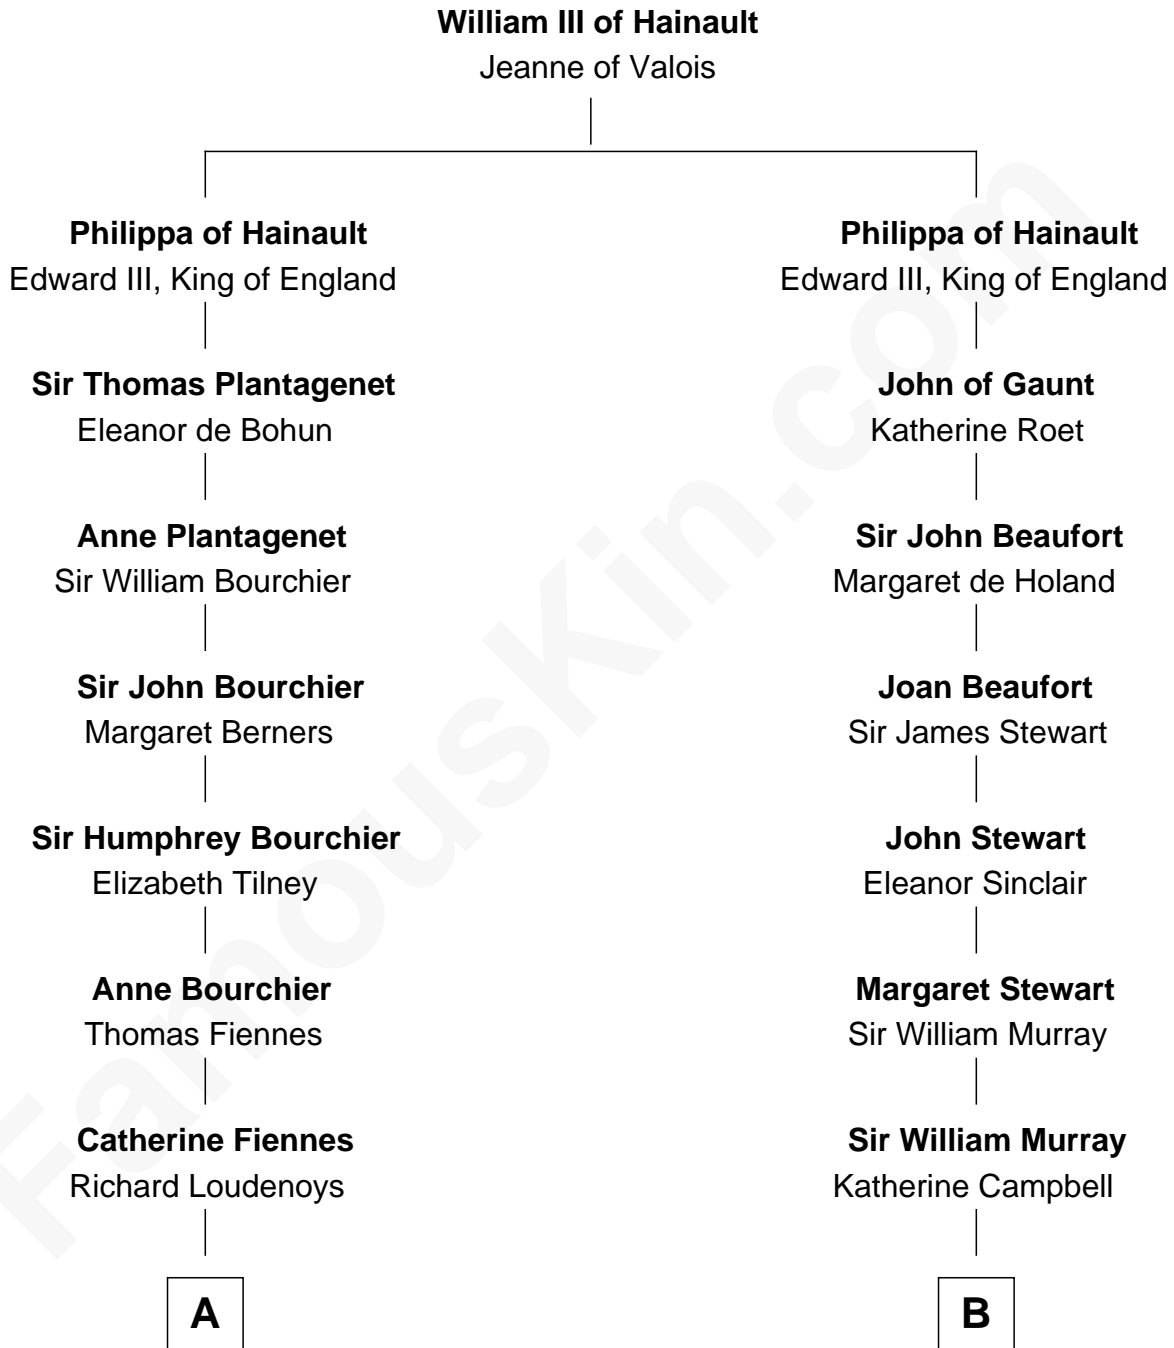 William III of Hainault
Jeanne of Valois
Philippa of Hainault
Edward III, King of England
Philippa of Hainault
Edward III, King of England
Sir Thomas Plantagenet
Eleanor de Bohun
John of Gaunt
Katherine Roet
Anne Plantagenet
Sir William Bourchier
Sir John Beaufort
Margaret de Holand
Sir John Bourchier
Margaret Berners
Joan Beaufort
Sir James Stewart
Sir Humphrey Bourchier
Elizabeth Tilney
John Stewart
Eleanor Sinclair
Anne Bourchier
Thomas Fiennes
Margaret Stewart
Sir William Murray
Catherine Fiennes
Richard Loudenoys
Sir William Murray
Katherine Campbell
A
B
FamousKin.com